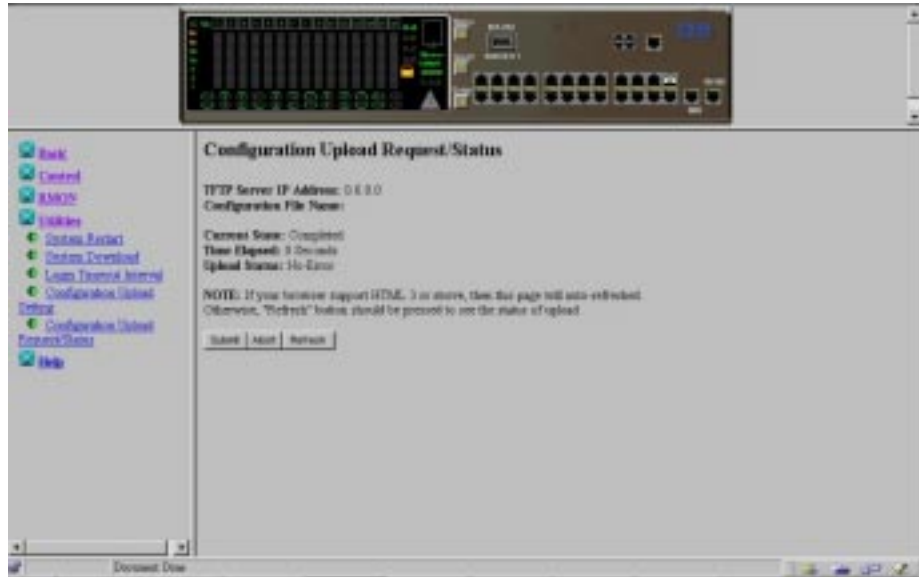 IBM
Basic
Control
RMON
Utilities
System Restart
System Download
Login Timeout Interval
Configuration Upload
Setting
Configuration Upload
Request/Status
Help
Configuration Upload Request/Status
TFTP Server IP Address: 0.0.0.0
Configuration File Name:
Current State: Completed
Time Elapsed: 0 Seconds
Upload Status: No-Error
NOTE: If your browser support HTML 3 or above, then this page will auto-refreshed.
Otherwise, "Refresh" button should be pressed to see the status of upload
Submit Abort Refresh
Document Done